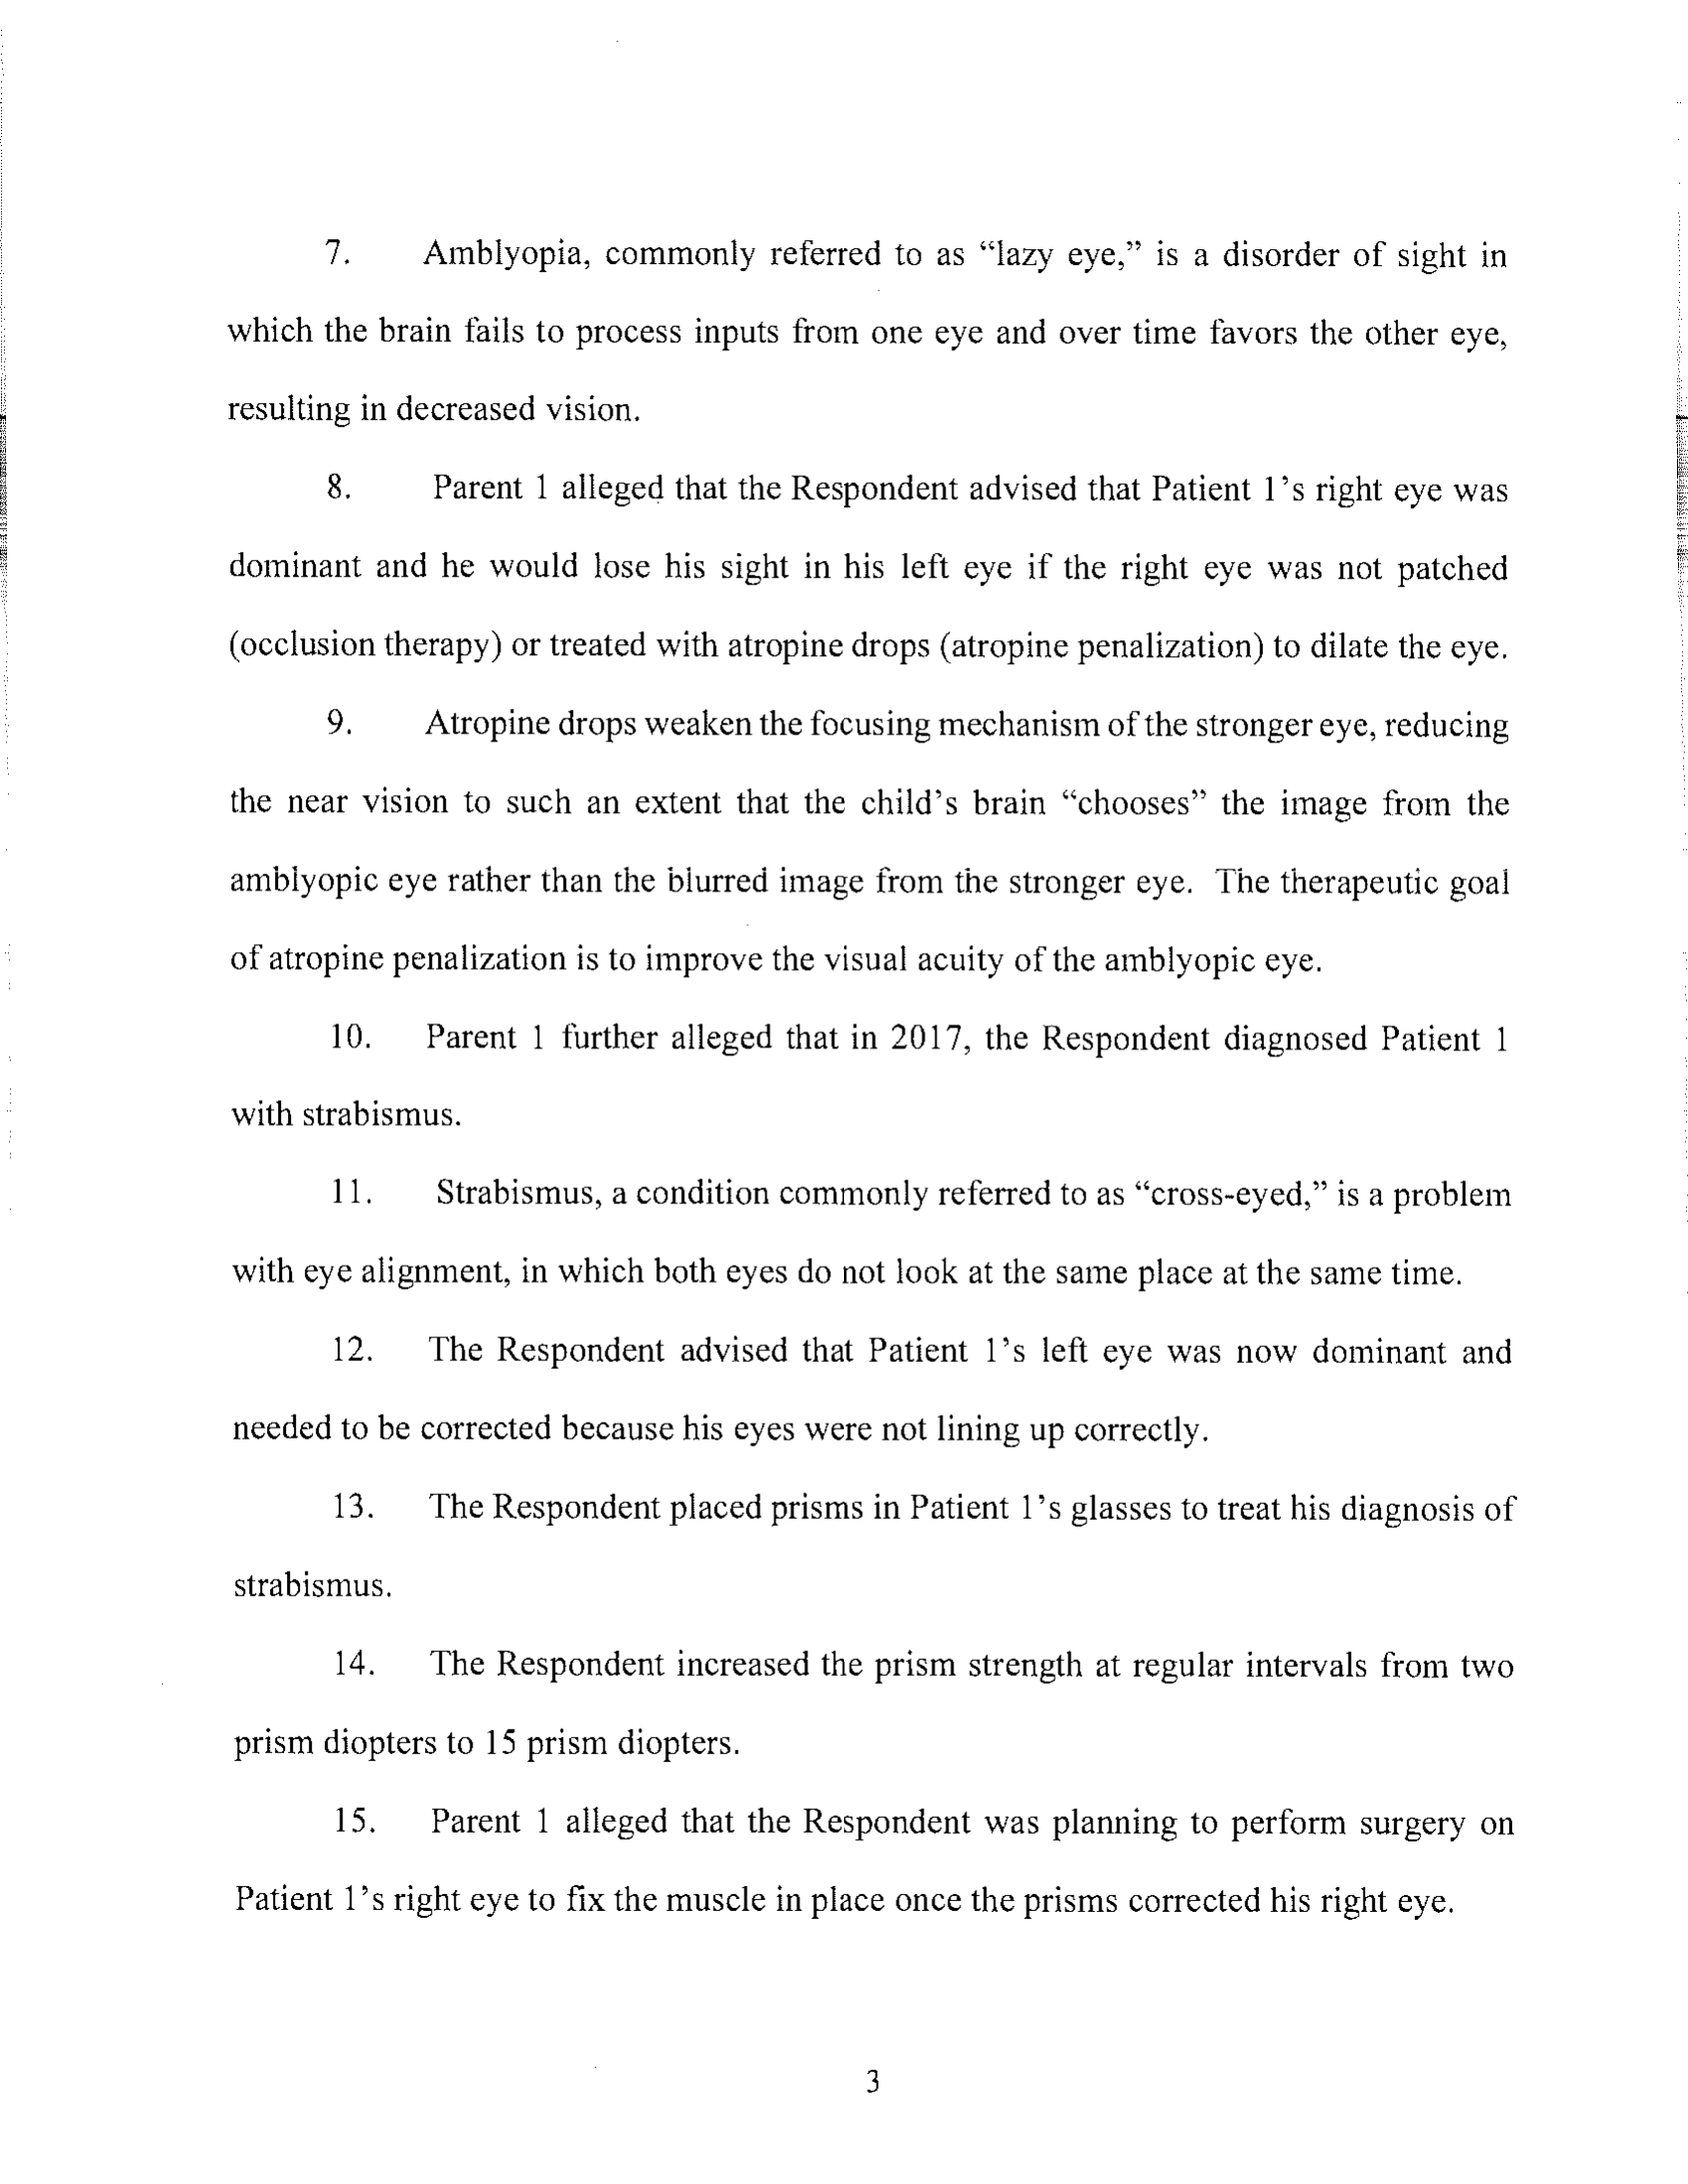 7. Amblyopia, commonly referred to as “lazy eye,” is a disorder of sight in
which the brain fails to process inputs from one eye and over time favors the other eye,
resulting in decreased vision.
8. Parent 1 alleged that the Respondent advised that Patient 1’s right eye was
dominant and he would lose his sight in his left eye if the right eye was not patched
(occlusion therapy) or treated with atropine drops (atropine penalization) to dilate the eye.
9. Atropine drops weaken the focusing mechanism of the stronger eye, reducing
the near vision to such an extent that the child’s brain “chooses” the image from the
amblyopic eye rather than the blurred image from the stronger eye. The therapeutic goal
of atropine penalization is to improve the visual acuity of the amblyopic eye.
10. Parent 1 further alleged that in 2017, the Respondent diagnosed Patient 1
with strabismus.
11. Strabismus, a condition commonly referred to as “cross-eyed,” is a problem
with eye alignment, in which both eyes do not look at the same place at the same time.
12. The Respondent advised that Patient 1’s left eye was now dominant and
needed to be corrected because his eyes were not lining up correctly.
13. The Respondent placed prisms in Patient 1’s glasses to treat his diagnosis of
strabismus.
14. The Respondent increased the prism strength at regular intervals from two
prism diopters to 15 prism diopters.
15. Parent 1 alleged that the Respondent was planning to perform surgery on
Patient 1’s right eye to fix the muscle in place once the prisms corrected his right eye.
3